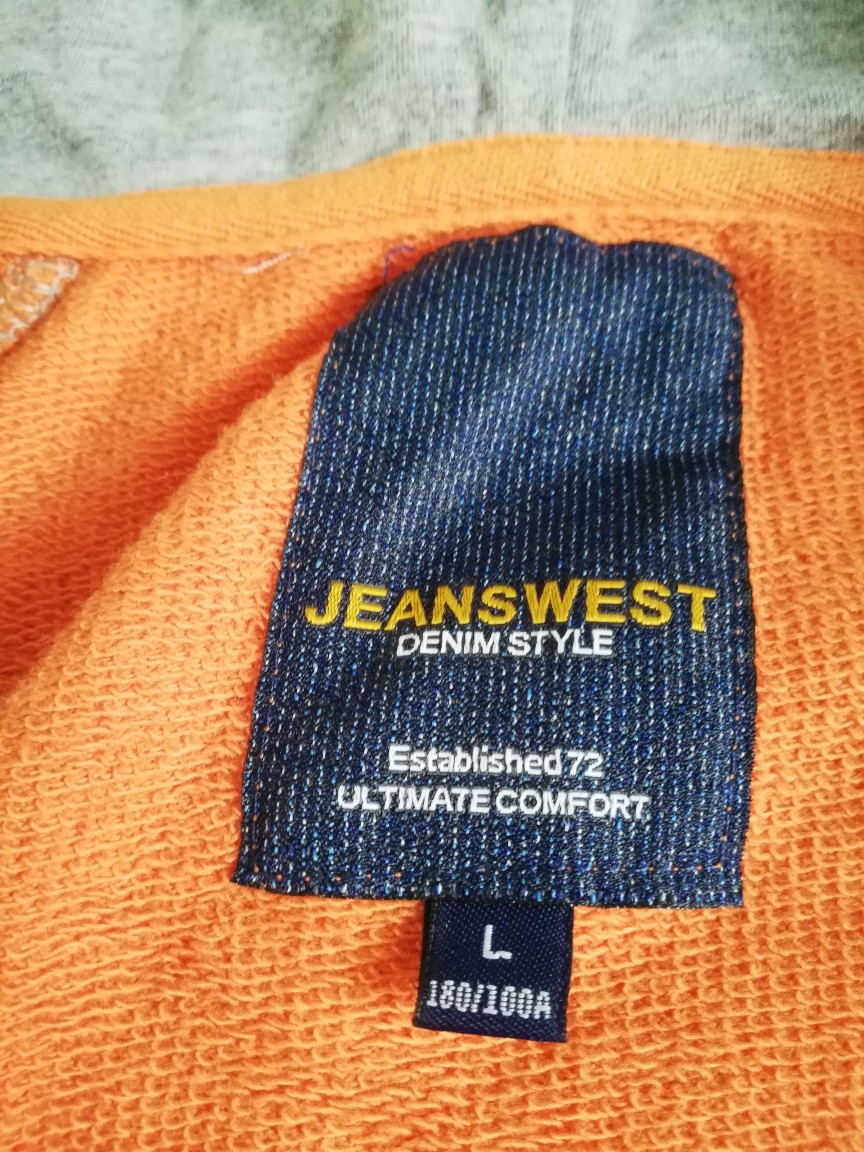 JEANSWEST
DENIM STYLE
Established 72
ULTIMATE COMFORT
L
180/100A